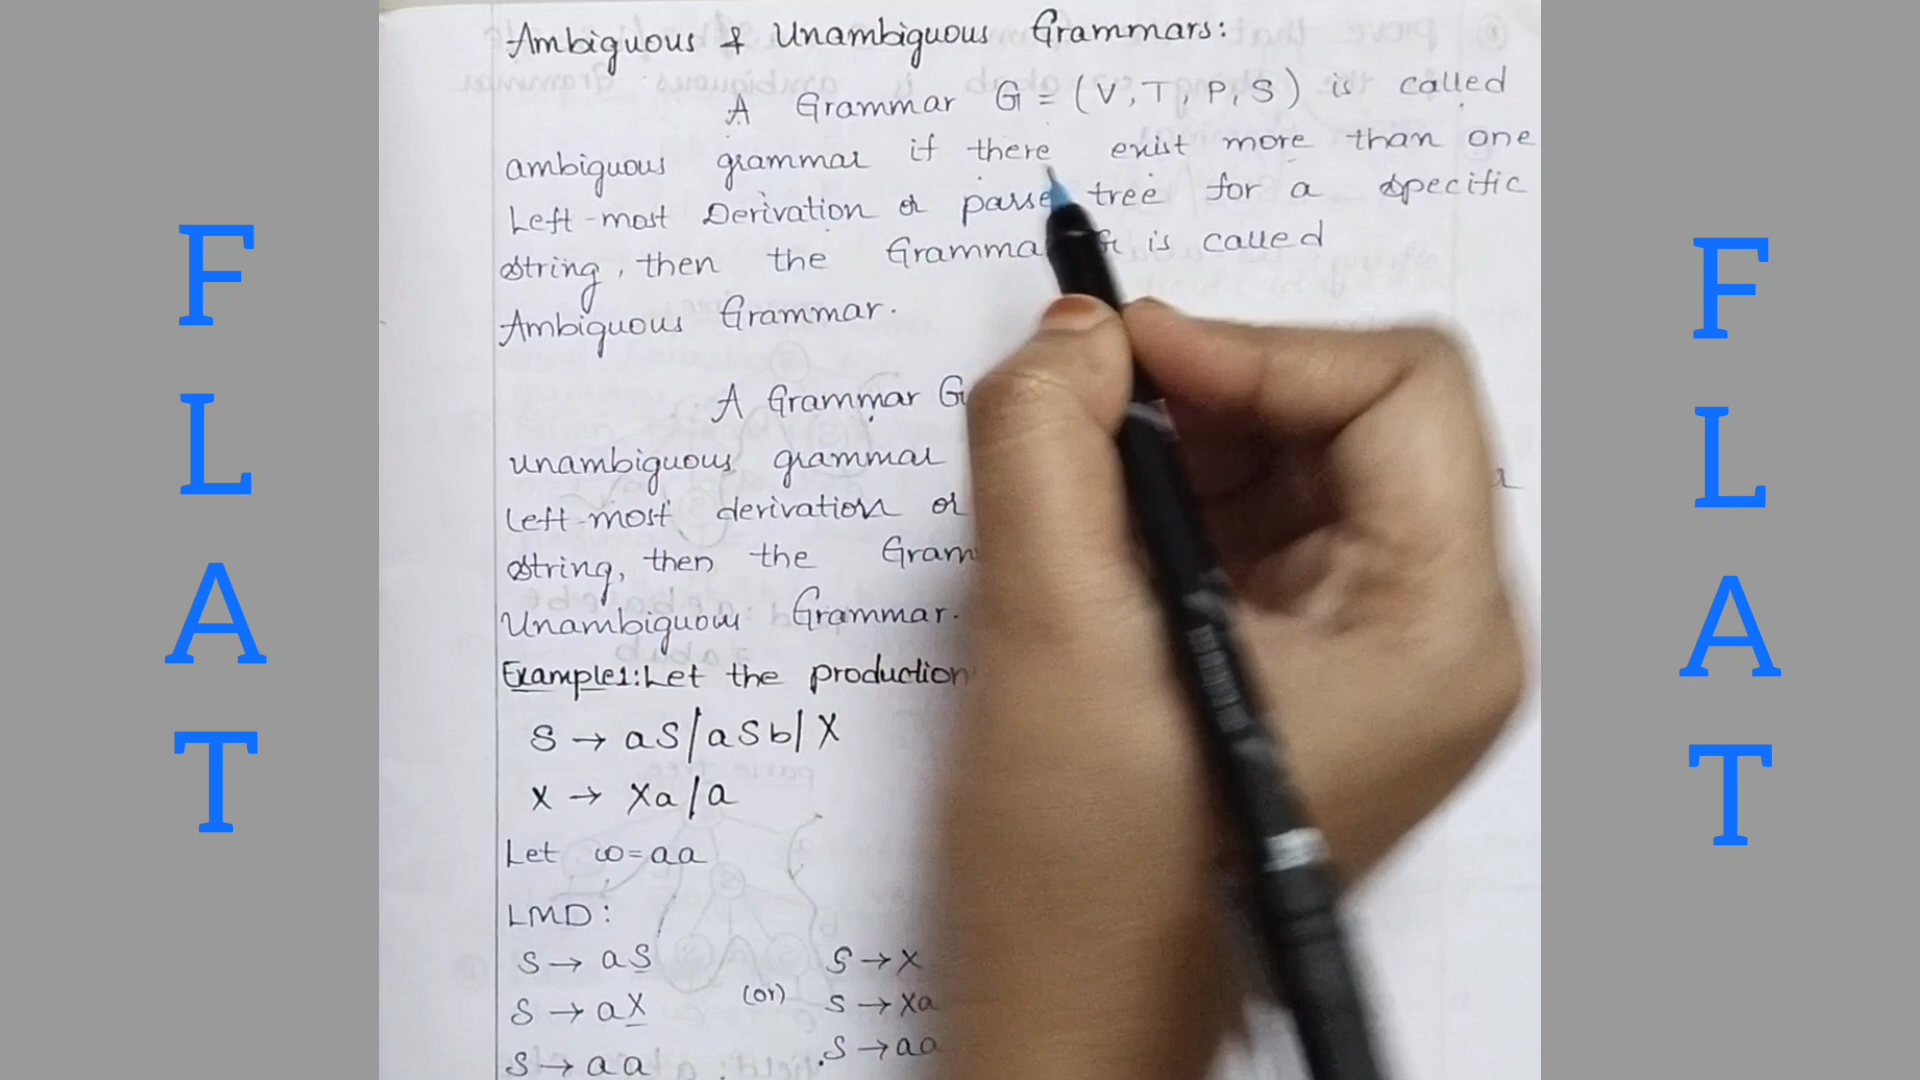 Ambiguous & Unambiguous Grammars:
A Grammar G = (V, T, P, S) is called
ambiguous grammar if there exist more than one
Left-most Derivation or parse tree for a specific
string, then the Grammar G is called
Ambiguous Grammar.
A Grammar G
unambiguous grammar
left-most derivation or
string, then the Gram
Unambiguous Grammar.
Example1: Let the production
S → aS/aSb/X
X → Xa/a
Let ω=aa
LMD:
S → aS S → X
S → aX (or) S → Xa
S → aa S → aa
F
L
A
T
F
L
A
T